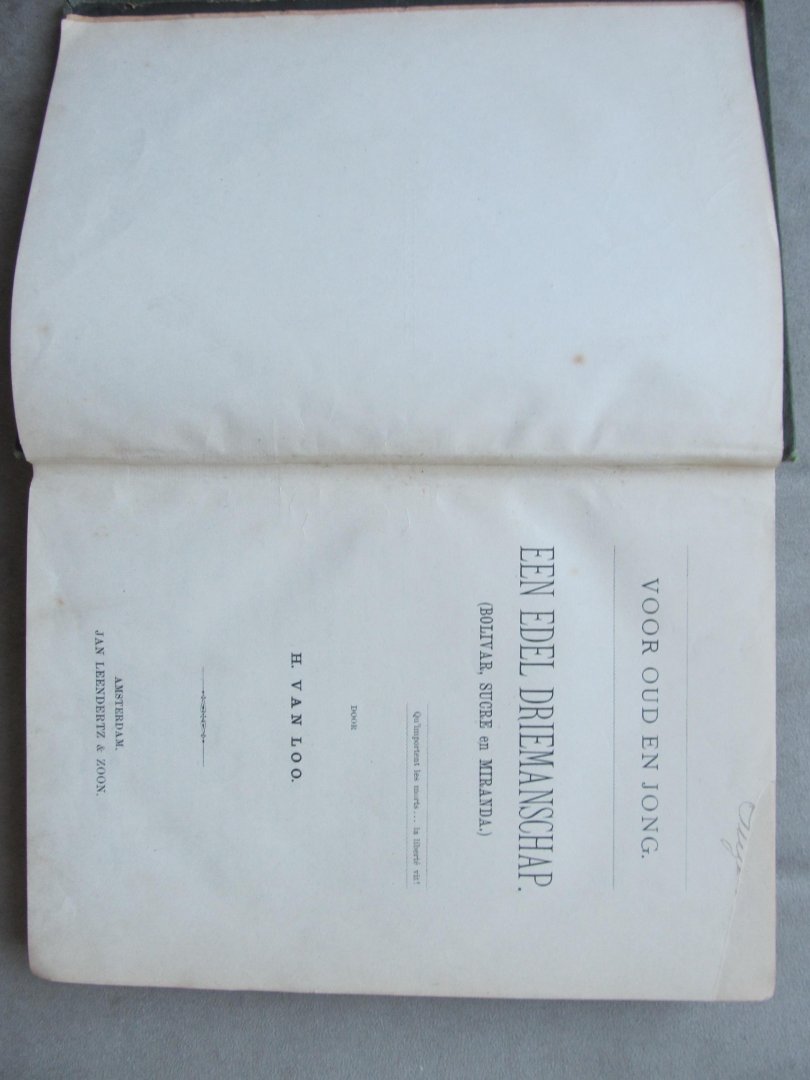 VOOR OUD EN JONG.
EEN EDEL DRIEMANSCHAP.
(BOLIVAR, SUCRE en MIRANDA.)
Qu'importent les morts... la liberté vit!
DOOR
H. VAN LOO.
AMSTERDAM.
JAN LEENDERTZ & ZOON.